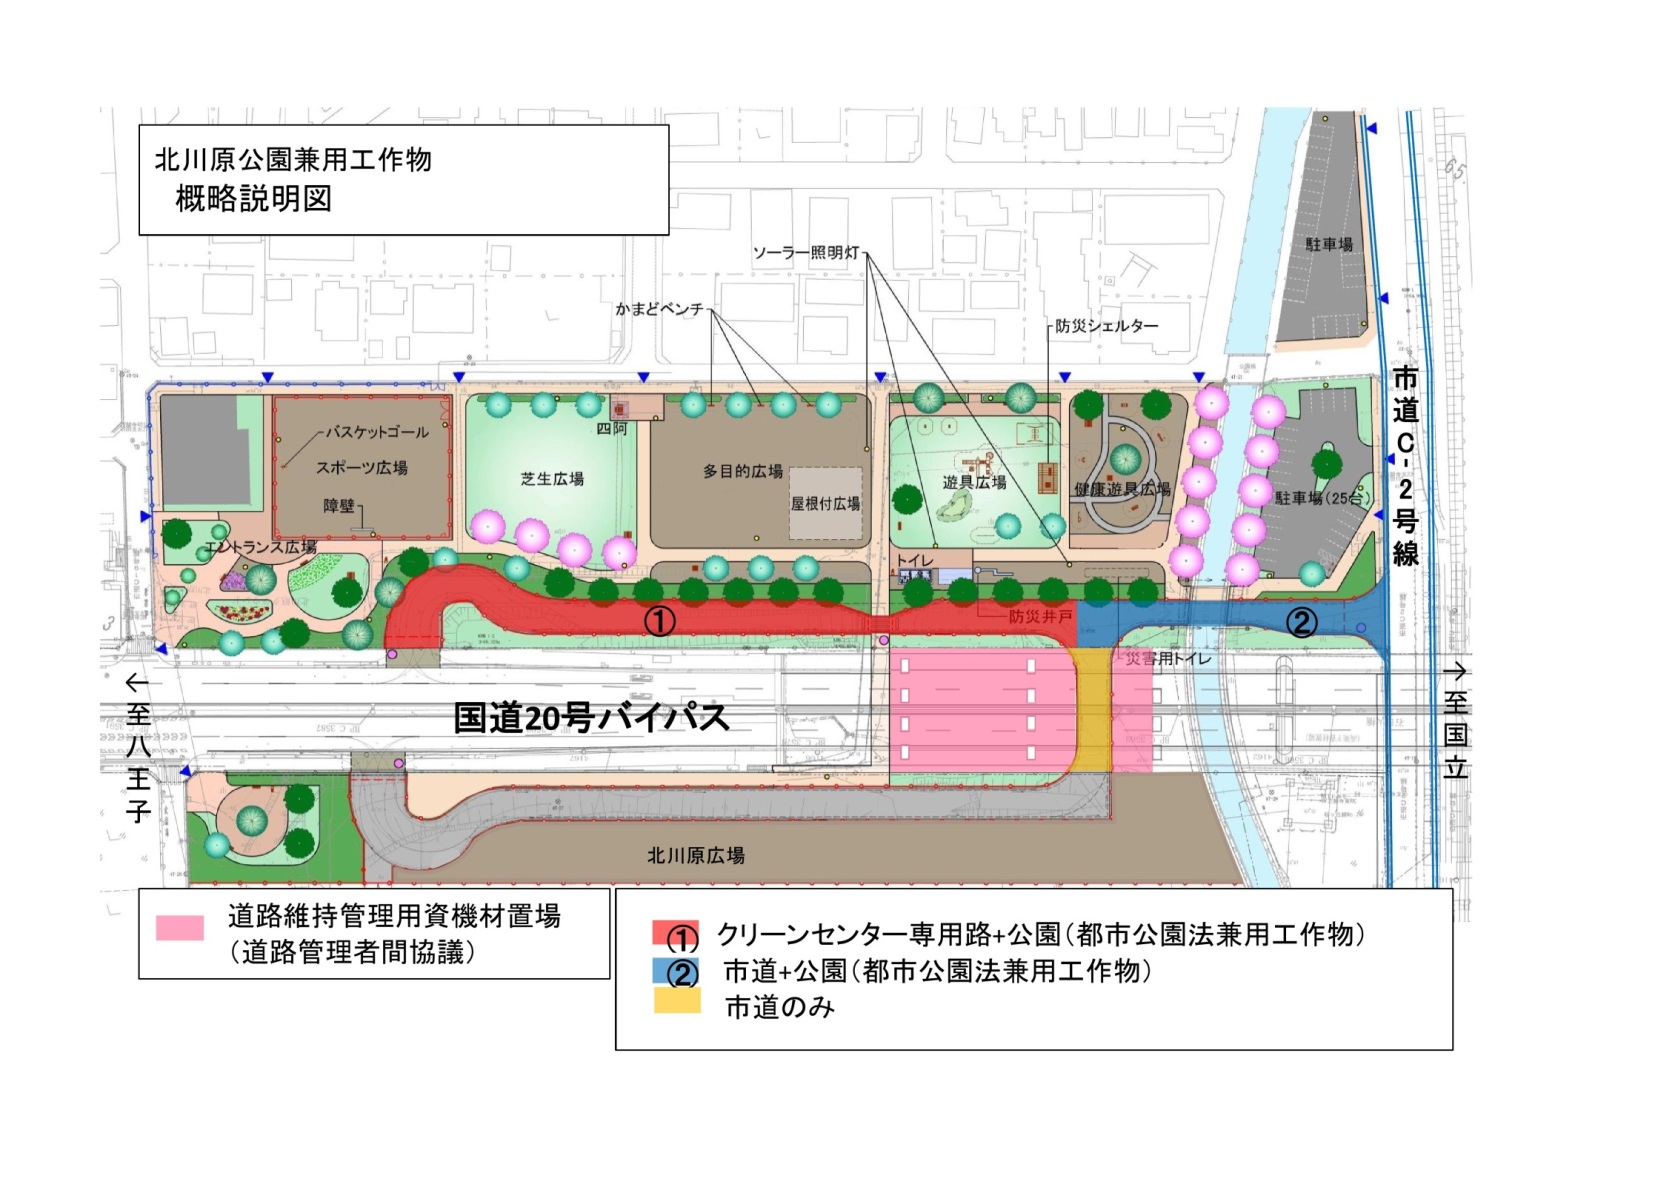 北川原公園兼用工作物
概略説明図
駐車場
ソーラー照明灯
かまどベンチ
防災シェルター
市道C-2号線
バスケットゴール
スポーツ広場
障壁
四阿
芝生広場
多目的広場
屋根付広場
遊具広場
健康遊具広場
駐車場(25台)
エントランス広場
トイレ
①
防災井戸
②
災害用トイレ
←至八王子
国道20号バイパス
→至国立
北川原広場
道路維持管理用資機材置場
(道路管理者間協議)
① クリーンセンター専用路+公園(都市公園法兼用工作物)
② 市道+公園(都市公園法兼用工作物)
市道のみ